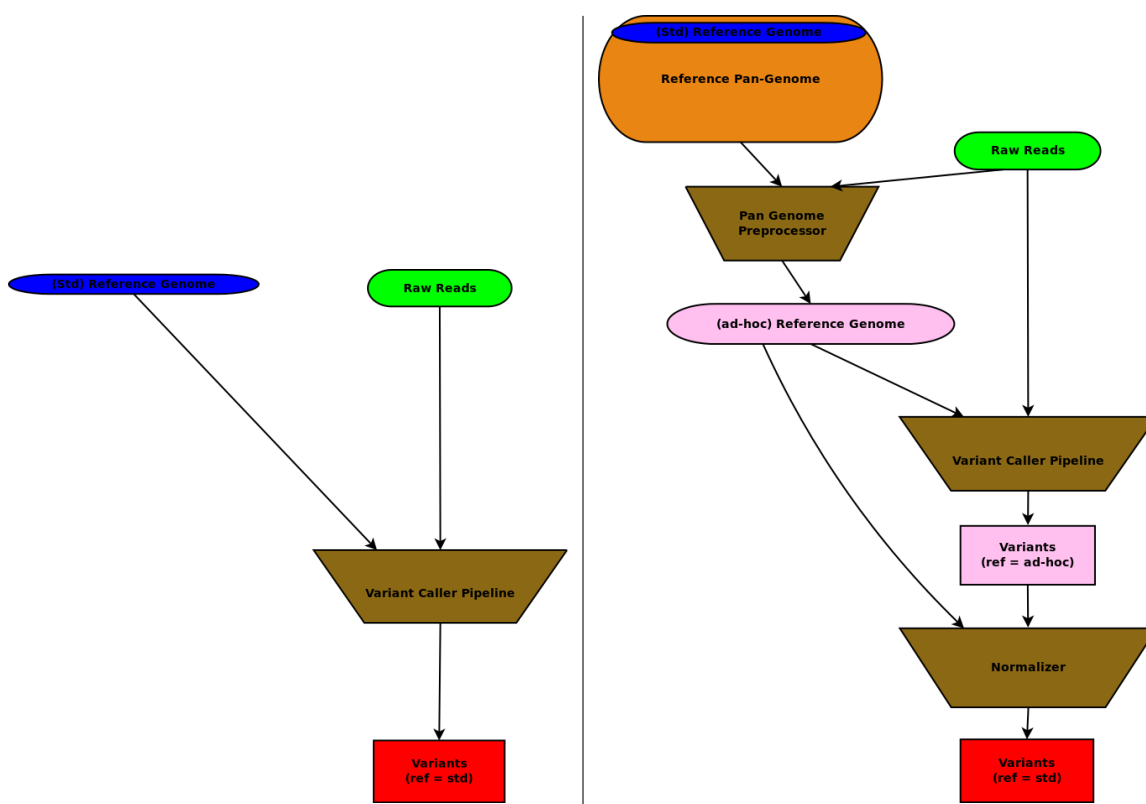 (Std) Reference Genome
Raw Reads
Variant Caller Pipeline
Variants
(ref = std)
(Std) Reference Genome
Reference Pan-Genome
Raw Reads
Pan Genome
Preprocessor
(ad-hoc) Reference Genome
Variant Caller Pipeline
Variants
(ref = ad-hoc)
Normalizer
Variants
(ref = std)